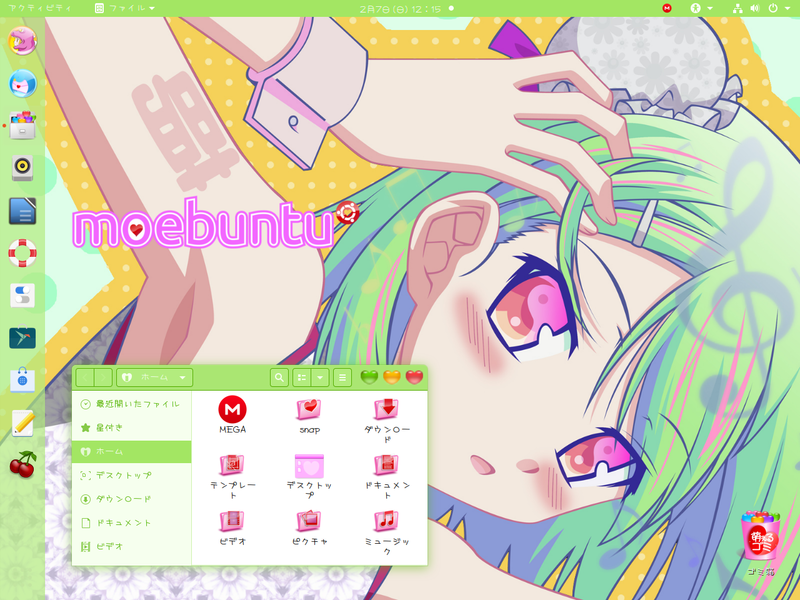 アクティビティ
ファイル
2月7日 (日) 12：15
moebuntu
ホーム
最近開いたファイル
星付き
ホーム
デスクトップ
ダウンロード
ドキュメント
ビデオ
MEGA
snap
ダウンロー
ド
テンプレー
ト
デスクトッ
プ
ドキュメン
ト
ビデオ
ピクチャ
ミュージッ
ク
萌える
ゴミ
ゴミ箱